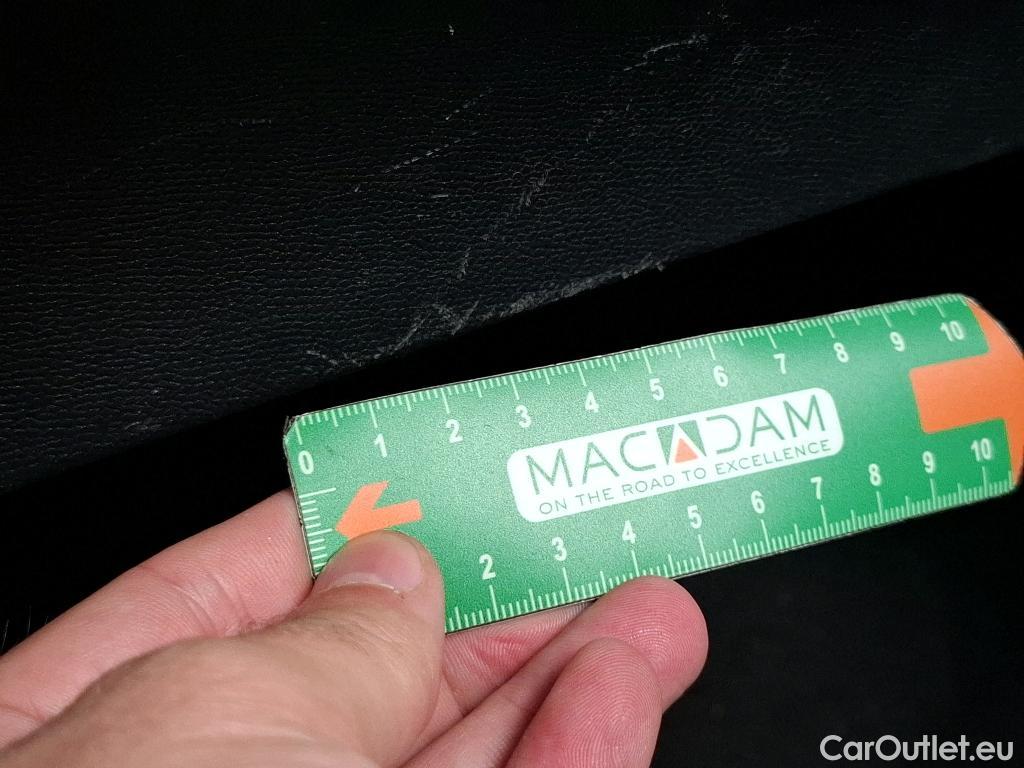 0 1 2 3 4 5 6 7 8 9 10
MACADAM
ON THE ROAD TO EXCELLENCE
2 3 4 5 6 7 8 9 10
CarOutlet.eu